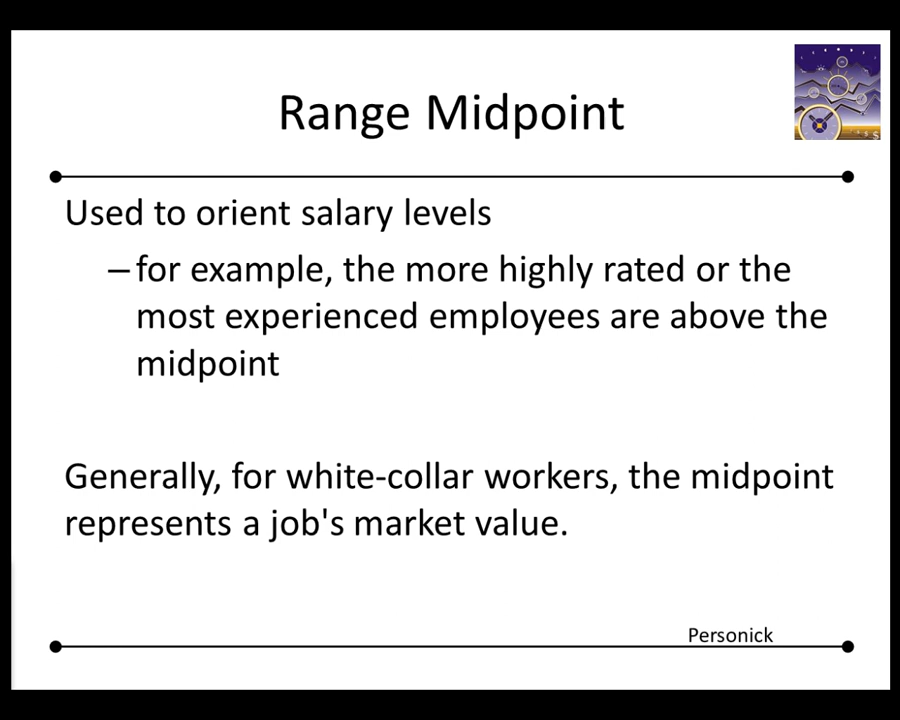 Range Midpoint
Used to orient salary levels
– for example, the more highly rated or the
most experienced employees are above the
midpoint
Generally, for white-collar workers, the midpoint
represents a job's market value.
Personick